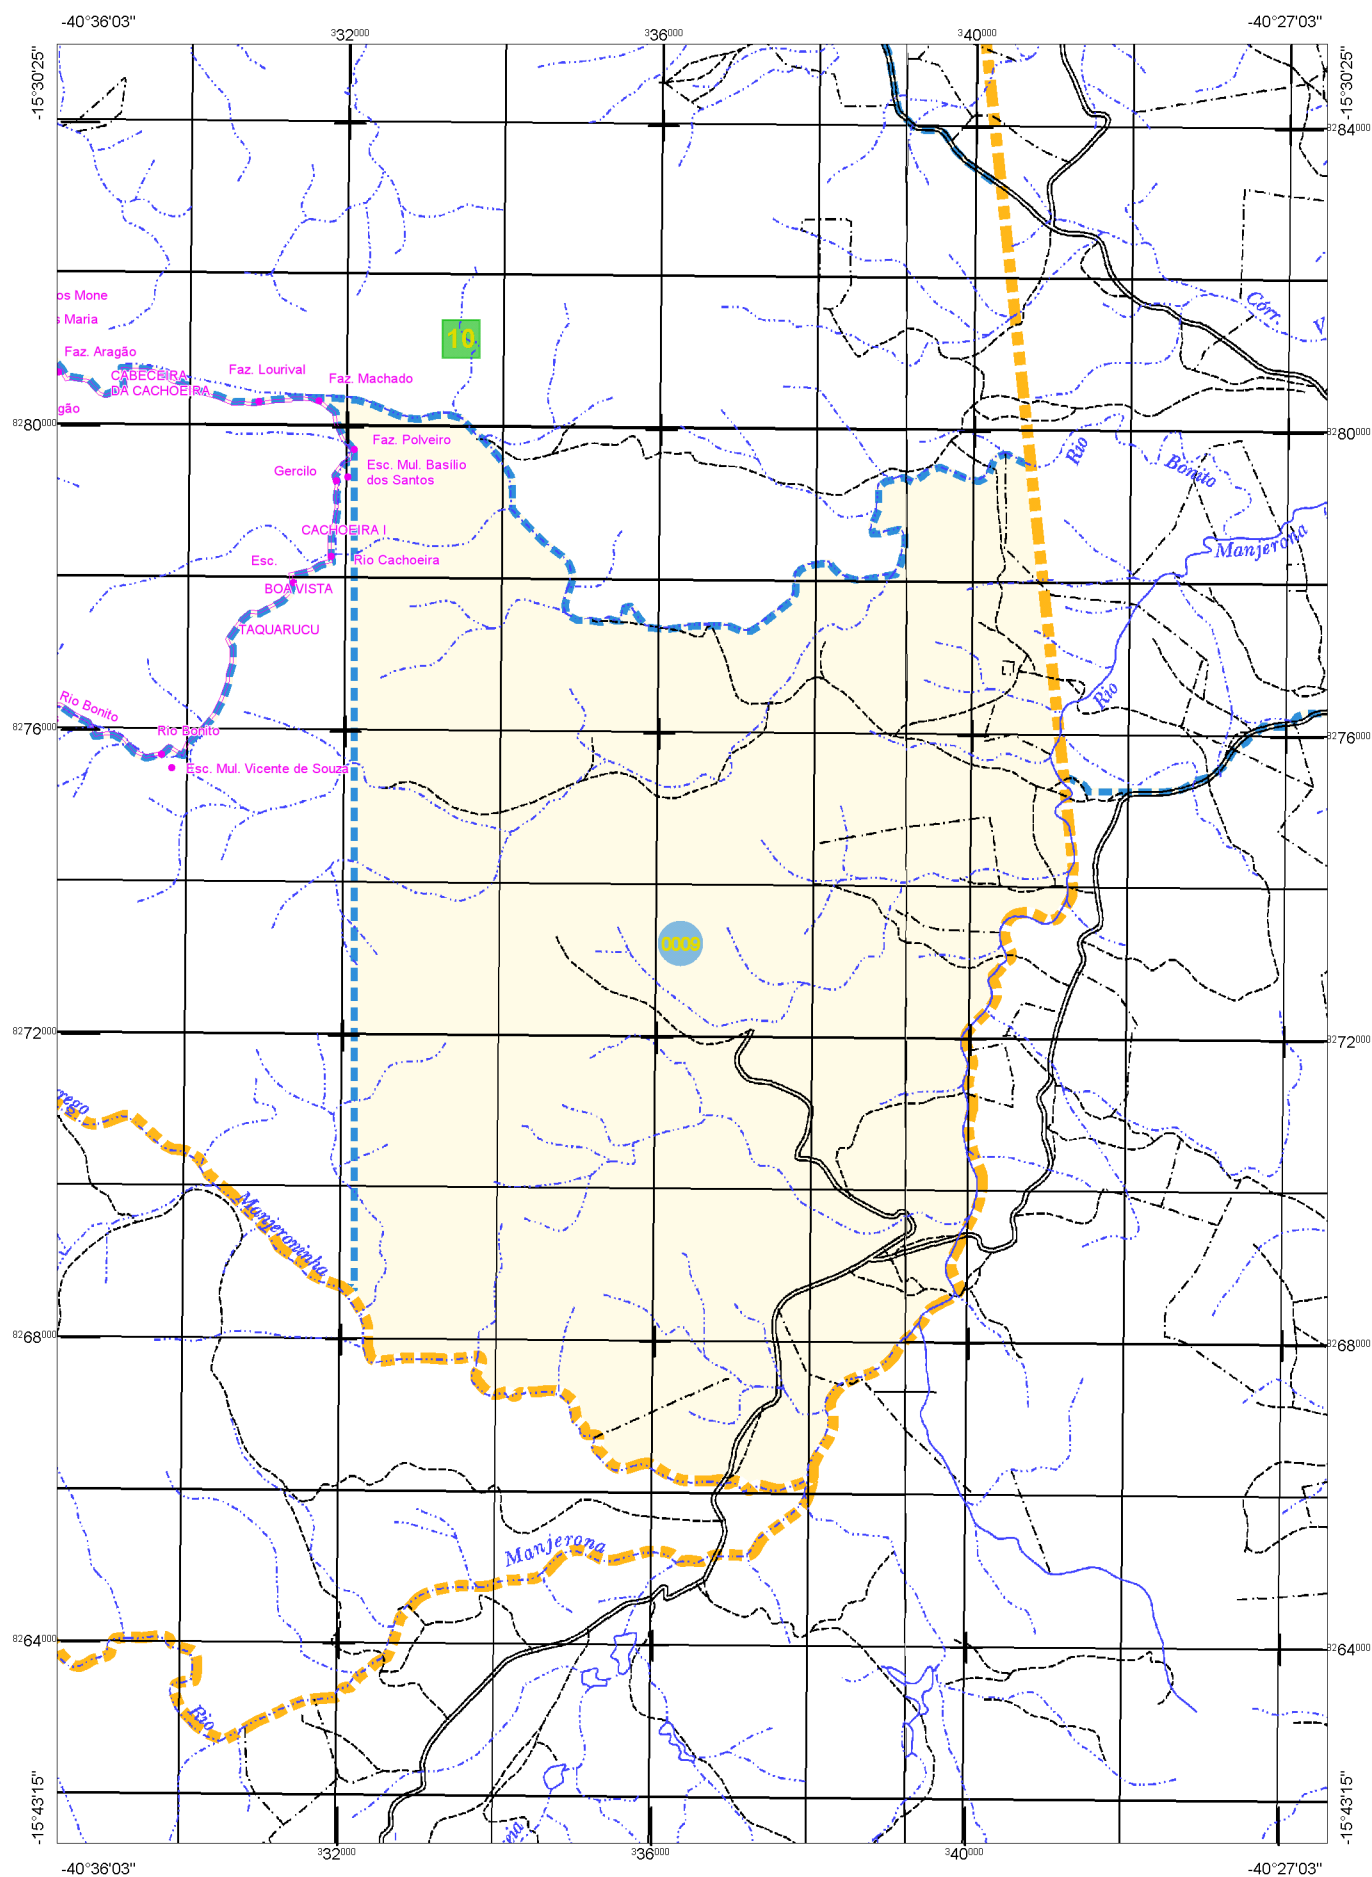 -40°36'03"
-40°27'03"
332000
336000
340000
-15°30'25"
-15°30'25"
8284000
os Mone
s Maria
Faz. Aragão
CABECEIRA
DA CACHOEIRA
gão
Faz. Lourival
Faz. Machado
10
Córr.
V
8280000
8280000
Faz. Polveiro
Gercilo
Esc. Mul. Basílio
dos Santos
Rio
Bonito
CACHOEIRA I
Manjerona
Esc.
Rio Cachoeira
BOA VISTA
TAQUARUCU
Rio
Rio Bonito
Rio Bonito
8276000
8276000
Esc. Mul. Vicente de Souza
0009
8272000
8272000
rego
Manjeroninha
8268000
8268000
Manjerona
8264000
8264000
Rio
-15°43'15"
-15°43'15"
332000
336000
340000
-40°36'03"
-40°27'03"